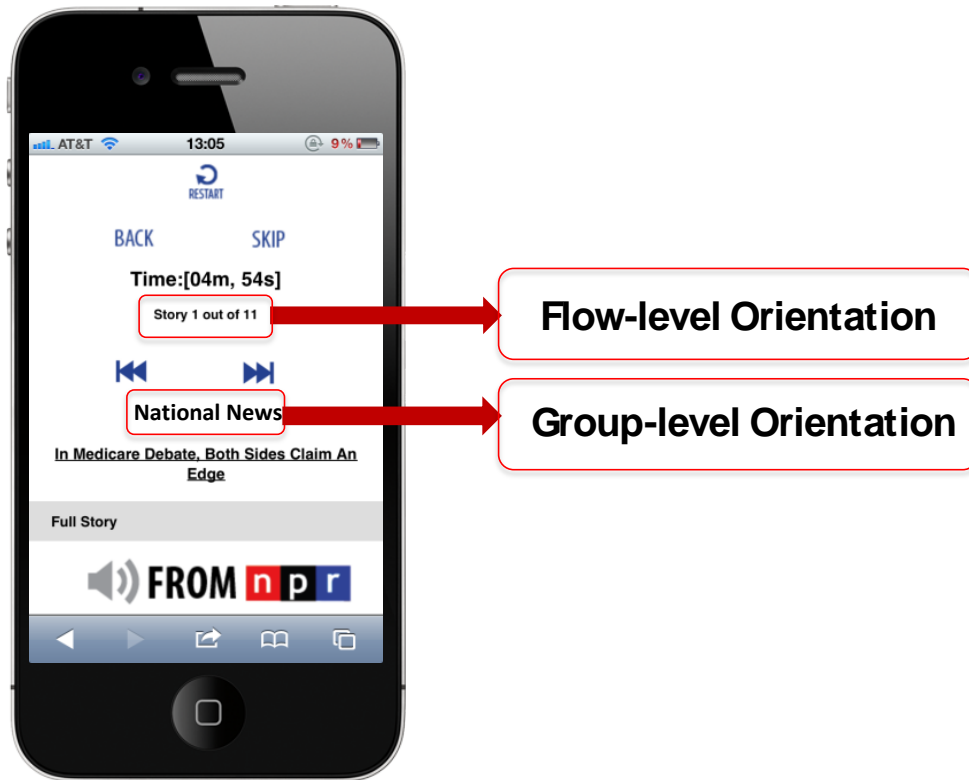 AT&T 13:05 9%
RESTART
BACK SKIP
Time:[04m, 54s]
Story 1 out of 11
Flow-level Orientation
National News
Group-level Orientation
In Medicare Debate, Both Sides Claim An
Edge
Full Story
FROM npr